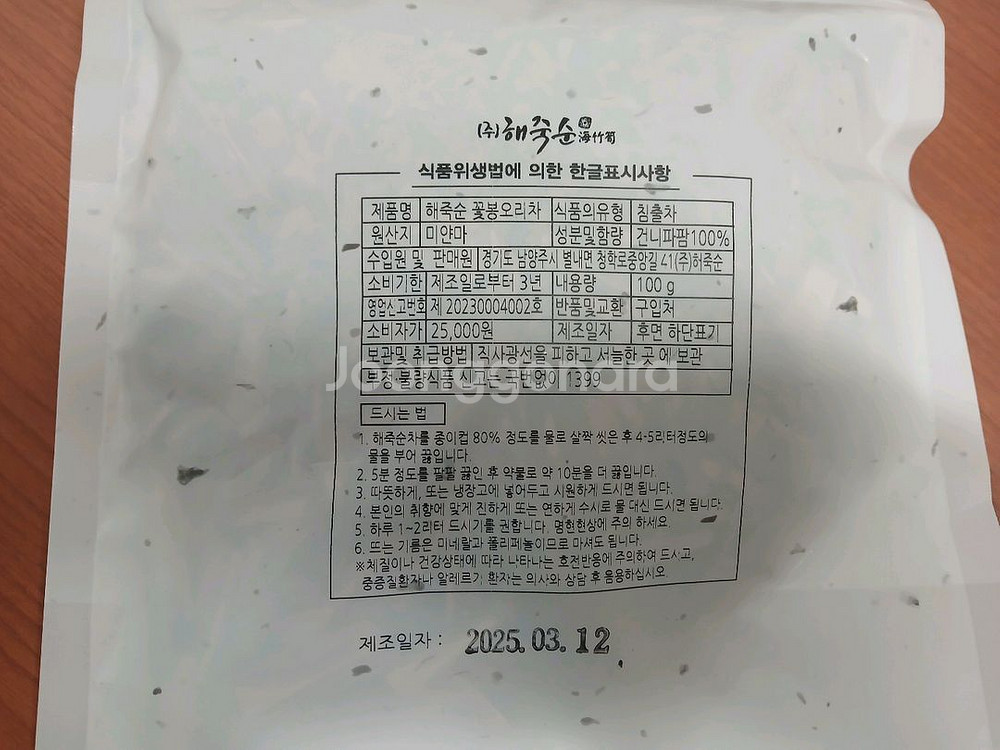 (주)해죽순 海竹筍
식품위생법에 의한 한글표시사항
제품명 해죽순 꽃봉오리차 식품의유형 침출차
원산지 미얀마 성분및함량 건니파팜100%
수입원 및 판매원 경기도 남양주시 별내면 청학로중앙길 41(주)해죽순
소비기한 제조일로부터 3년 내용량 100 g
영업신고번호 제 20230004002호 반품및교환 구입처
소비자가 25,000원 제조일자 후면 하단표기
보관및 취급방법 직사광선을 피하고 서늘한 곳 에 보관
부정·불량식품 신고는 국번없이 1399
Joonggonara
드시는 법
1. 해죽순차를 종이컵 80% 정도를 물로 살짝 씻은 후 4-5리터정도의
물을 부어 끓입니다.
2. 5분 정도를 팔팔 끓인 후 약물로 약 10분을 더 끓입니다.
3. 따뜻하게, 또는 냉장고에 넣어두고 시원하게 드시면 됩니다.
4. 본인의 취향에 맞게 진하게 또는 연하게 수시로 물 대신 드시면 됩니다.
5. 하루 1~2리터 드시기를 권합니다. 명현현상에 주의 하세요
6. 뜨는 기름은 미네랄과 폴리페놀이므로 마셔도 됩니다.
※체질이나 건강상태에 따라 나타나는 호전반응에 주의하여 드시고,
중증질환자나 알레르기 환자는 의사와 상담 후 음용하십시오
제조일자 : 2025. 03. 12